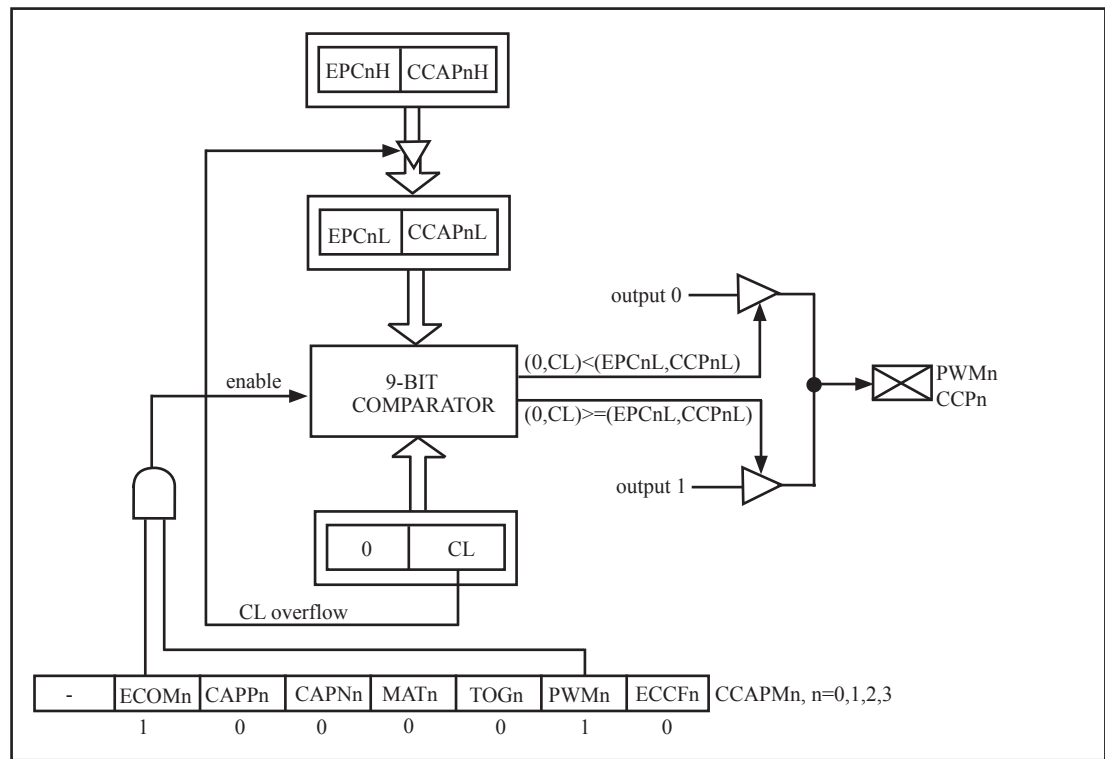 EPCnH CCAPnH
EPCnL CCAPnL
output 0
(0,CL)<(EPCnL,CCPnL)
enable
9-BIT
COMPARATOR
PWMn
CCPn
(0,CL)>=(EPCnL,CCPnL)
output 1
0 CL
CL overflow
- ECOMn CAPPn CAPNn MATn TOGn PWMn ECCFn CCAPMn, n=0,1,2,3
1 0 0 0 0 1 0